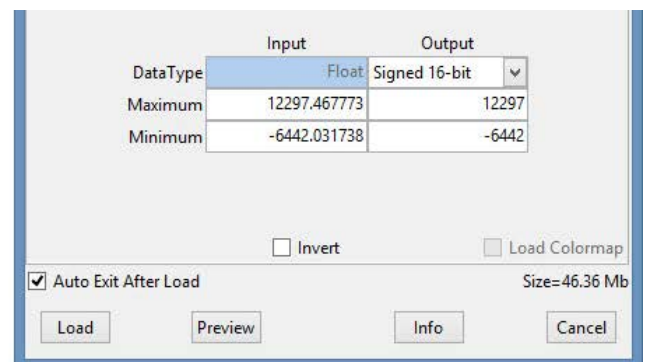 Input Output
DataType Float Signed 16-bit
Maximum 12297.467773 12297
Minimum -6442.031738 -6442
Invert Load Colormap
Auto Exit After Load Size=46.36 Mb
Load Preview Info Cancel